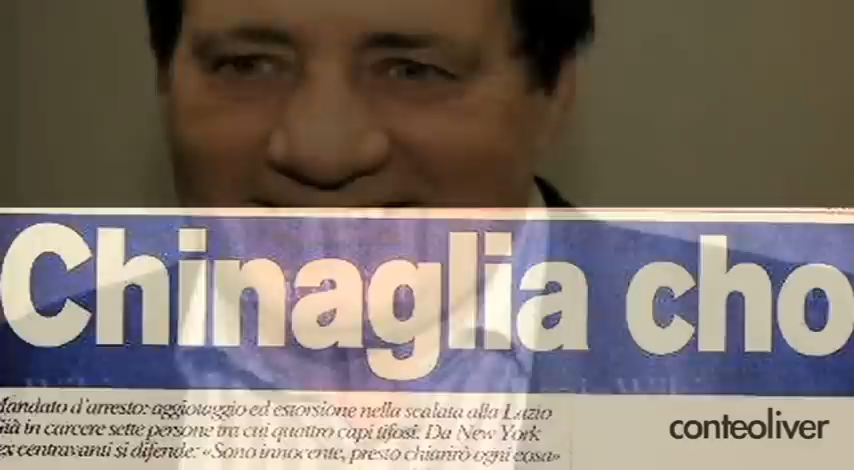 Chinaglia cho
Mandato d'arresto: aggiotaggio ed estorsione nella scalata alla Lazio
Già in carcere sette persone tra cui quattro capi tifosi. Da New York
ex centravanti si difende: «Sono innocente, presto chiarirò ogni cosa»
conteoliver